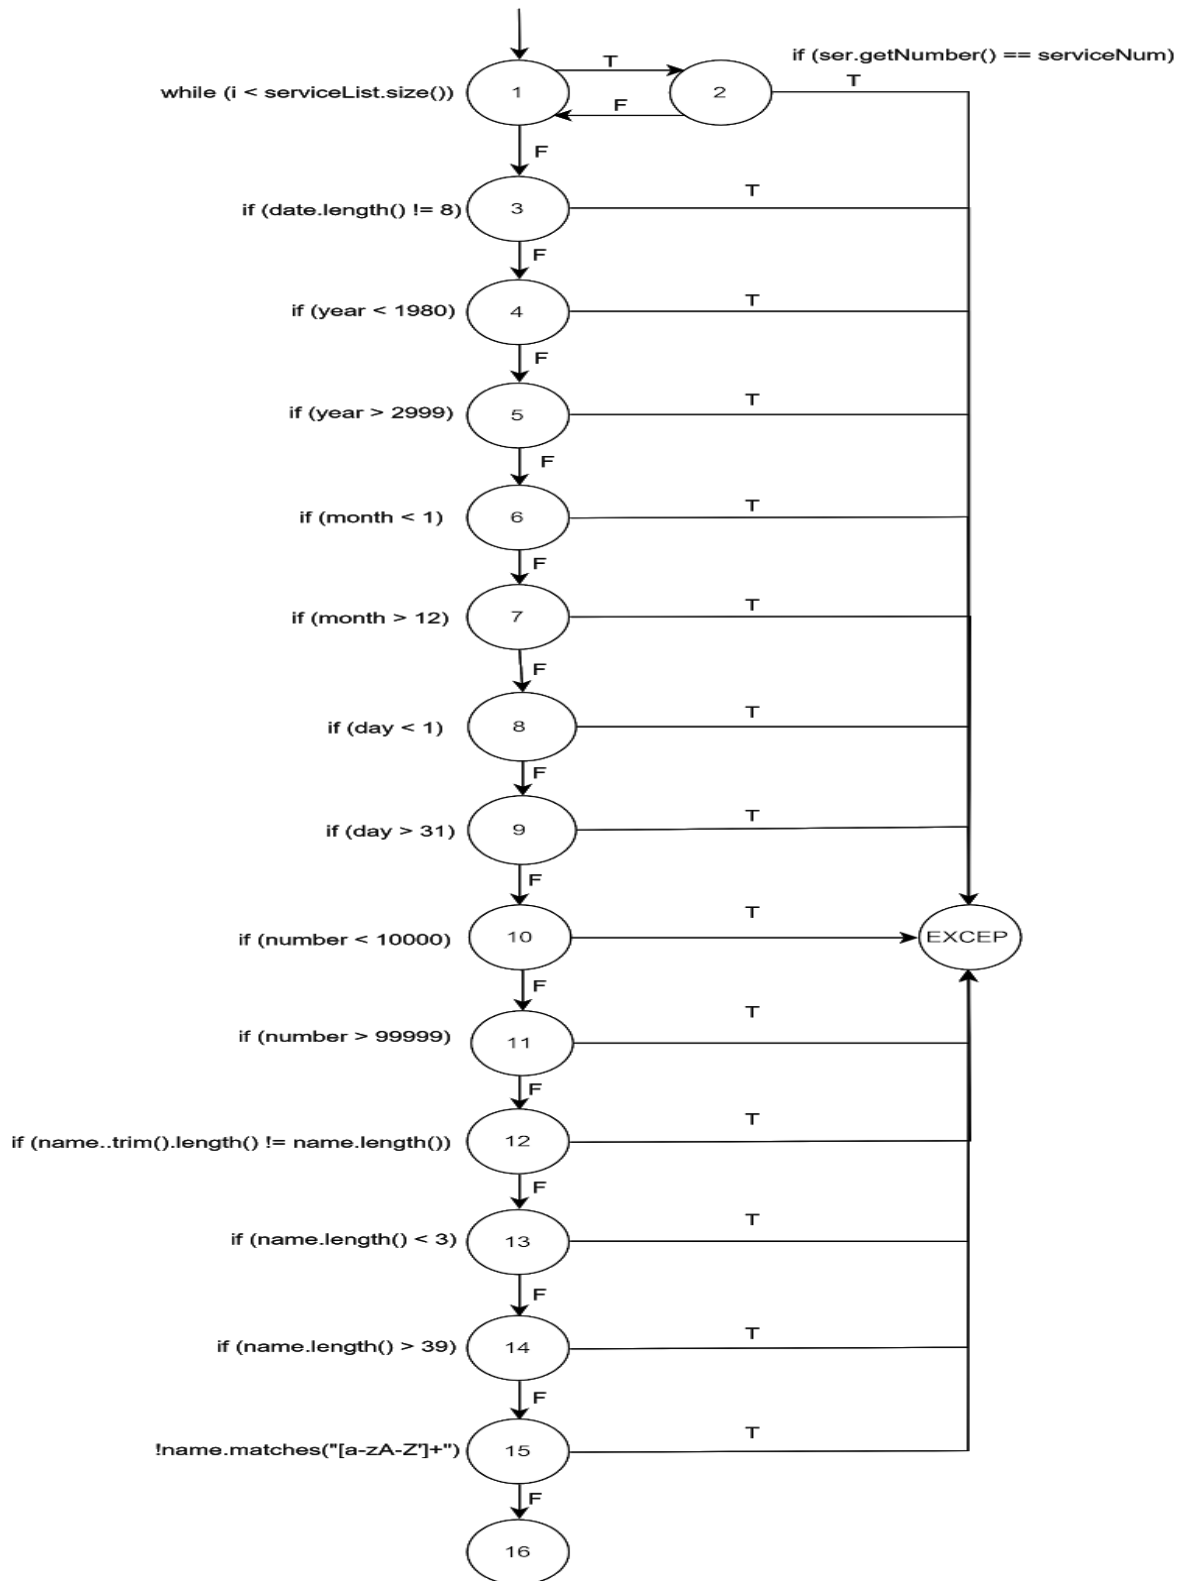 if (ser.getNumber() == serviceNum)
T
T
while (i < serviceList.size())
1
2
F
F
T
if (date.length() != 8)
3
F
T
if (year < 1980)
4
F
T
if (year > 2999)
5
F
T
if (month < 1)
6
F
T
if (month > 12)
7
F
T
if (day < 1)
8
F
T
if (day > 31)
9
F
T
if (number < 10000)
10
EXCEP
F
T
if (number > 99999)
11
F
T
if (name..trim().length() != name.length())
12
F
T
if (name.length() < 3)
13
F
T
if (name.length() > 39)
14
F
T
!name.matches("[a-zA-Z']+")
15
F
16